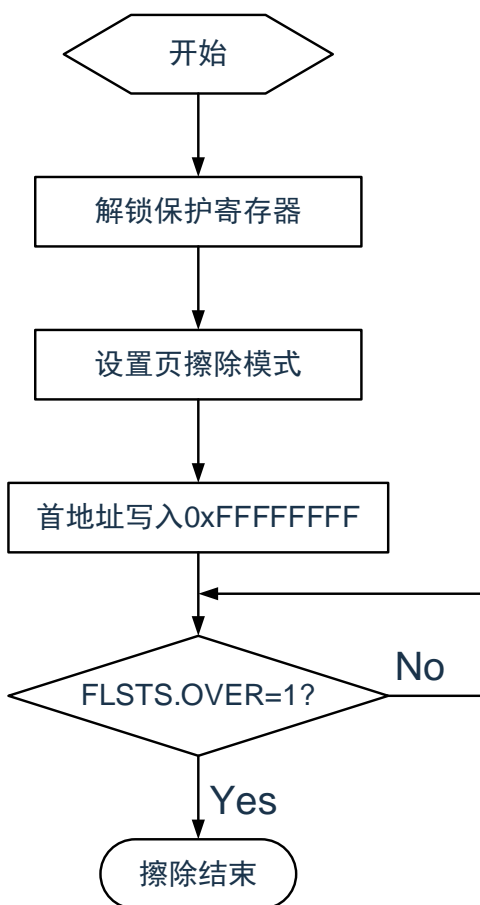 开始
解锁保护寄存器
设置页擦除模式
首地址写入0xFFFFFFFF
FLSTS.OVER=1?
No
Yes
擦除结束